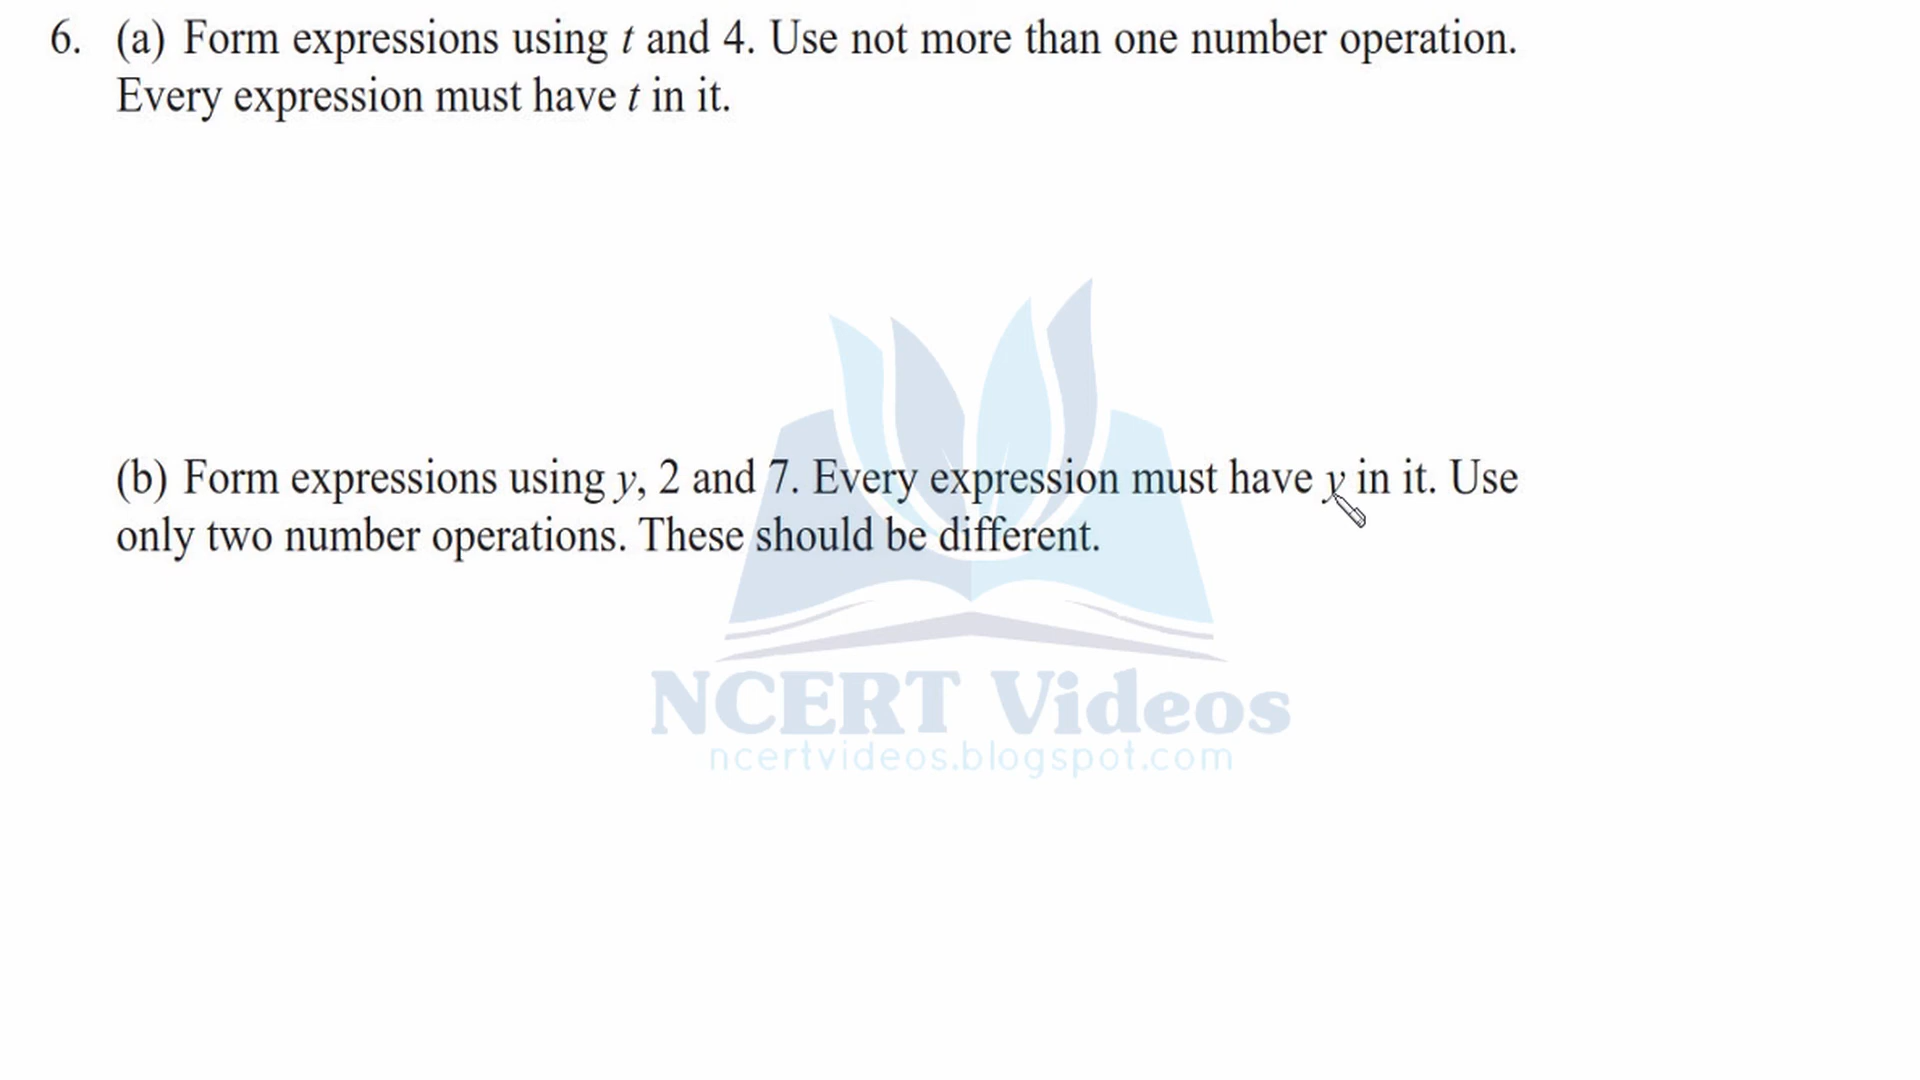 6. (a) Form expressions using t and 4. Use not more than one number operation.
Every expression must have t in it.
(b) Form expressions using y, 2 and 7. Every expression must have y in it. Use
only two number operations. These should be different.
NCERT Videos
ncertvideos.blogspot.com